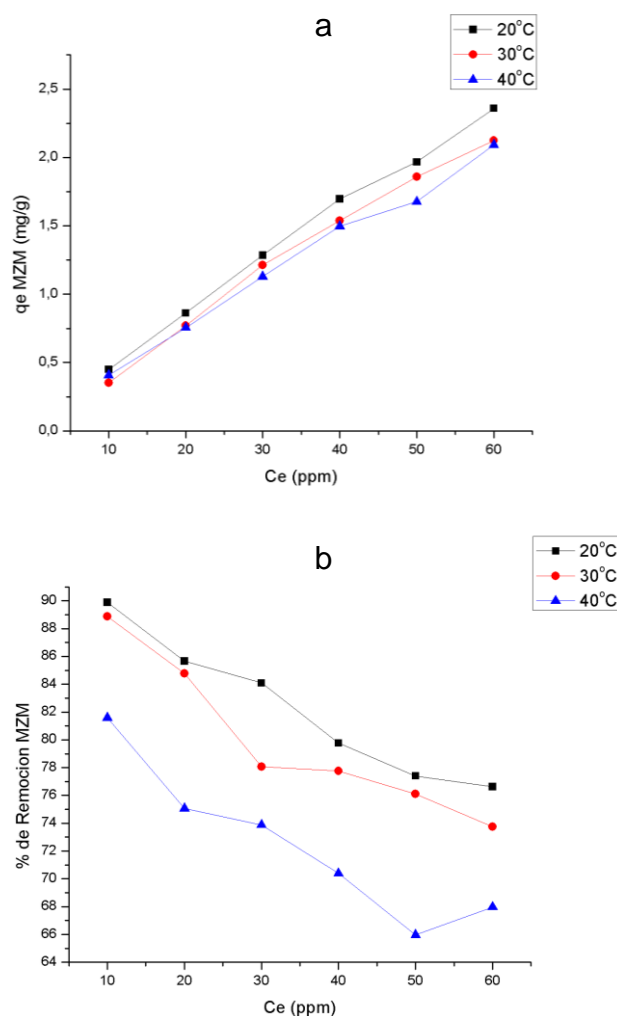 a
20°C
30°C
40°C
2,5
2,0
1,5
1,0
0,5
0,0
qe MZM (mg/g)
10 20 30 40 50 60
Ce (ppm)
b
20°C
30°C
40°C
90
88
86
84
82
80
78
76
74
72
70
68
66
64
% de Remocion MZM
10 20 30 40 50 60
Ce (ppm)